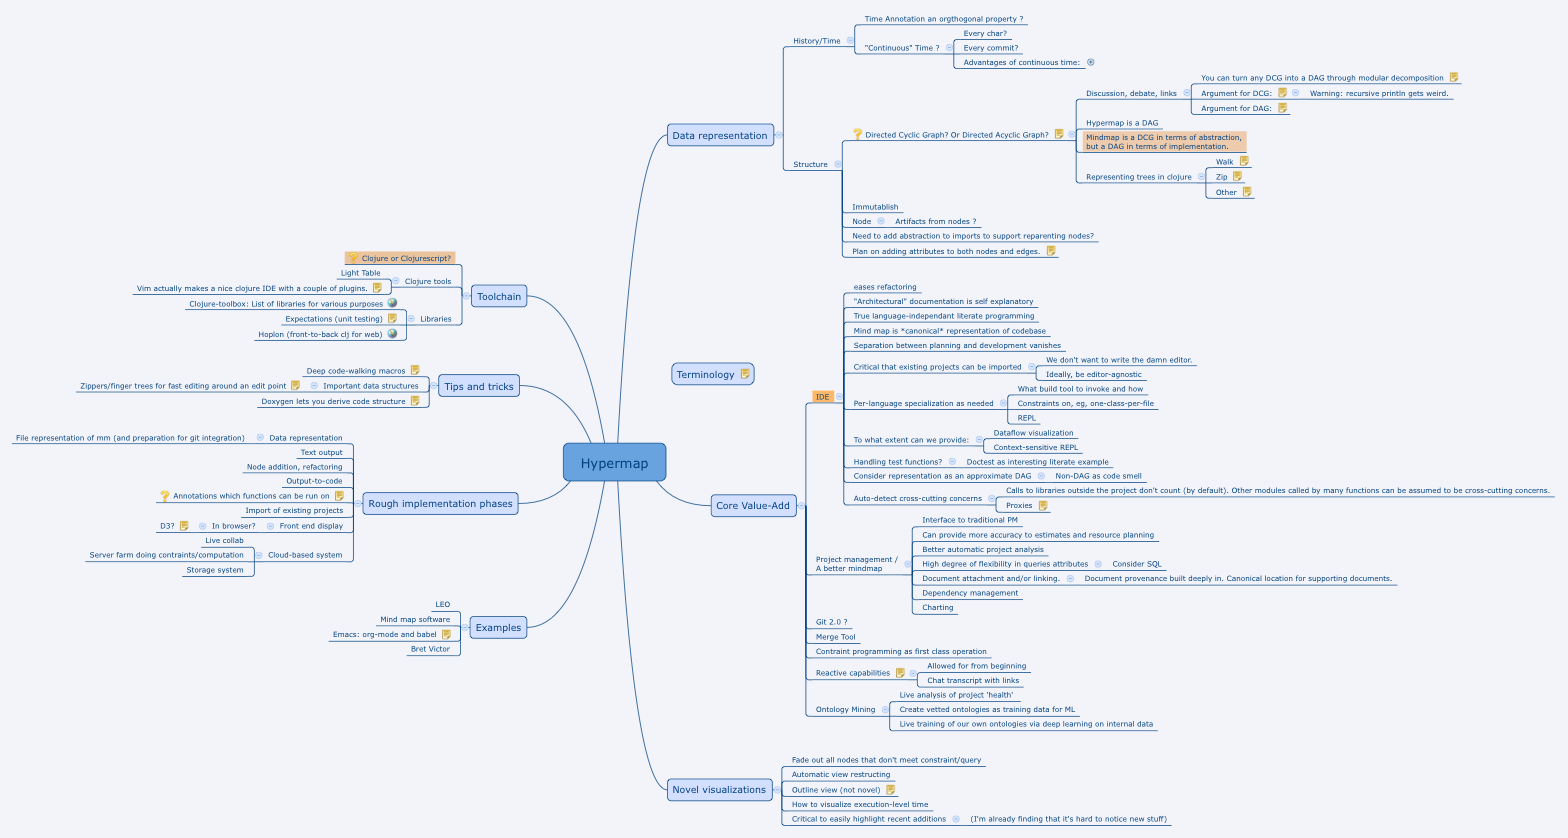 Hypermap
Data representation
History/Time
Time Annotation an orgthogonal property ?
"Continuous" Time ?
Every char?
Every commit?
Advantages of continuous time:
Structure
Directed Cyclic Graph? Or Directed Acyclic Graph?
Discussion, debate, links
You can turn any DCG into a DAG through modular decomposition
Argument for DCG:
Warning: recursive println gets weird.
Argument for DAG:
Hypermap is a DAG
Mindmap is a DCG in terms of abstraction,
but a DAG in terms of implementation.
Representing trees in clojure
Walk
Zip
Other
Immutablish
Node
Artifacts from nodes ?
Need to add abstraction to imports to support reparenting nodes?
Plan on adding attributes to both nodes and edges.
Terminology
Core Value-Add
IDE
eases refactoring
"Architectural" documentation is self explanatory
True language-independant literate programming
Mind map is *canonical* representation of codebase
Separation between planning and development vanishes
Critical that existing projects can be imported
We don't want to write the damn editor.
Ideally, be editor-agnostic
Per-language specialization as needed
What build tool to invoke and how
Constraints on, eg, one-class-per-file
REPL
To what extent can we provide:
Dataflow visualization
Context-sensitive REPL
Handling test functions?
Doctest as interesting literate example
Consider representation as an approximate DAG
Non-DAG as code smell
Auto-detect cross-cutting concerns
Calls to libraries outside the project don't count (by default). Other modules called by many functions can be assumed to be cross-cutting concerns.
Proxies
Project management /
A better mindmap
Interface to traditional PM
Can provide more accuracy to estimates and resource planning
Better automatic project analysis
High degree of flexibility in queries attributes
Consider SQL
Document attachment and/or linking.
Document provenance built deeply in. Canonical location for supporting documents.
Dependency management
Charting
Git 2.0 ?
Merge Tool
Contraint programming as first class operation
Reactive capabilities
Allowed for from beginning
Chat transcript with links
Ontology Mining
Live analysis of project 'health'
Create vetted ontologies as training data for ML
Live training of our own ontologies via deep learning on internal data
Novel visualizations
Fade out all nodes that don't meet constraint/query
Automatic view restructing
Outline view (not novel)
How to visualize execution-level time
Critical to easily highlight recent additions
(I'm already finding that it's hard to notice new stuff)
Toolchain
Clojure or Clojurescript?
Clojure tools
Light Table
Vim actually makes a nice clojure IDE with a couple of plugins.
Libraries
Clojure-toolbox: List of libraries for various purposes
Expectations (unit testing)
Hoplon (front-to-back clj for web)
Tips and tricks
Deep code-walking macros
Important data structures
Zippers/finger trees for fast editing around an edit point
Doxygen lets you derive code structure
Rough implementation phases
Data representation
File representation of mm (and preparation for git integration)
Text output
Node addition, refactoring
Output-to-code
Annotations which functions can be run on
Import of existing projects
Front end display
In browser?
D3?
Cloud-based system
Live collab
Server farm doing contraints/computation
Storage system
Examples
LEO
Mind map software
Emacs: org-mode and babel
Bret Victor